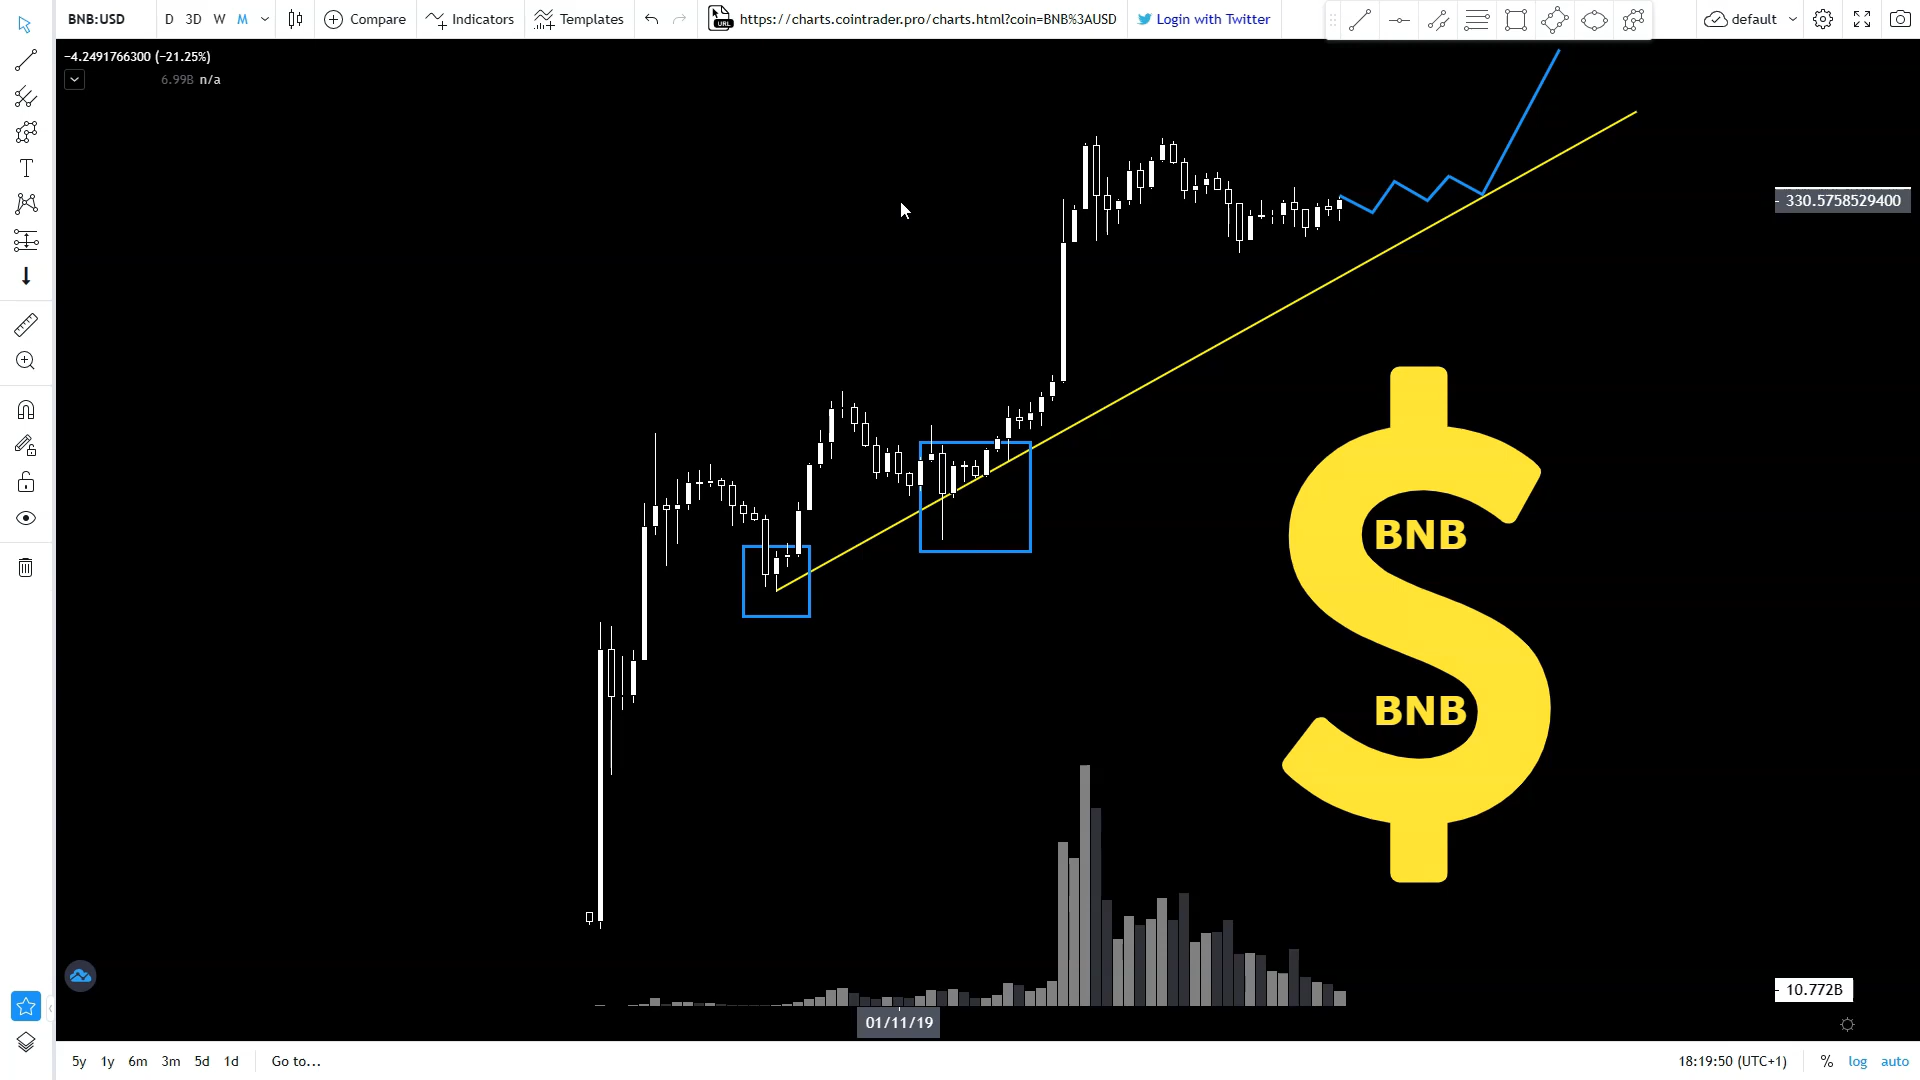 BNB:USD D 3D W M Compare Indicators Templates https://charts.cointrader.pro/charts.html?coin=BNB%3AUSD Login with Twitter default
URL
−4.2491766300 (−21.25%)
6.99B n/a
330.5758529400
BNB
BNB
10.772B
01/11/19
5y 1y 6m 3m 5d 1d Go to... 18:19:50 (UTC+1) % log auto